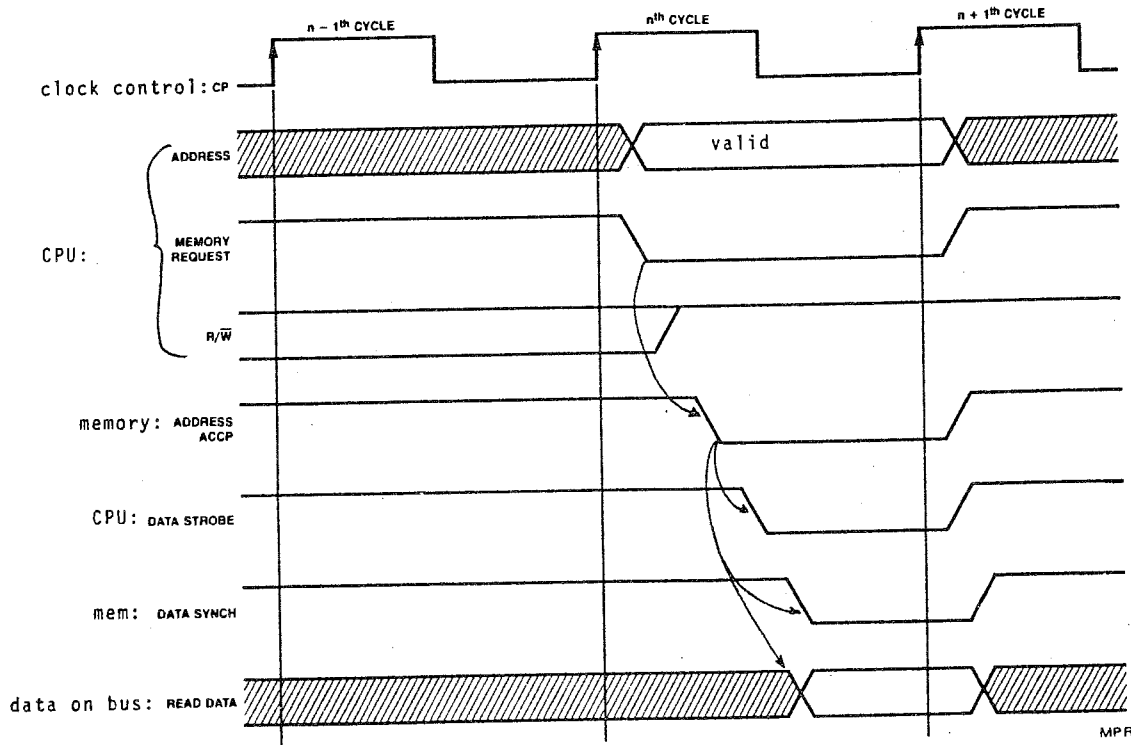 n – 1th CYCLE
nth CYCLE
n + 1th CYCLE
clock control: CP
ADDRESS
valid
CPU:
MEMORY
REQUEST
R/W̅
memory: ADDRESS
ACCP
CPU: DATA STROBE
mem: DATA SYNCH
data on bus: READ DATA
MPR